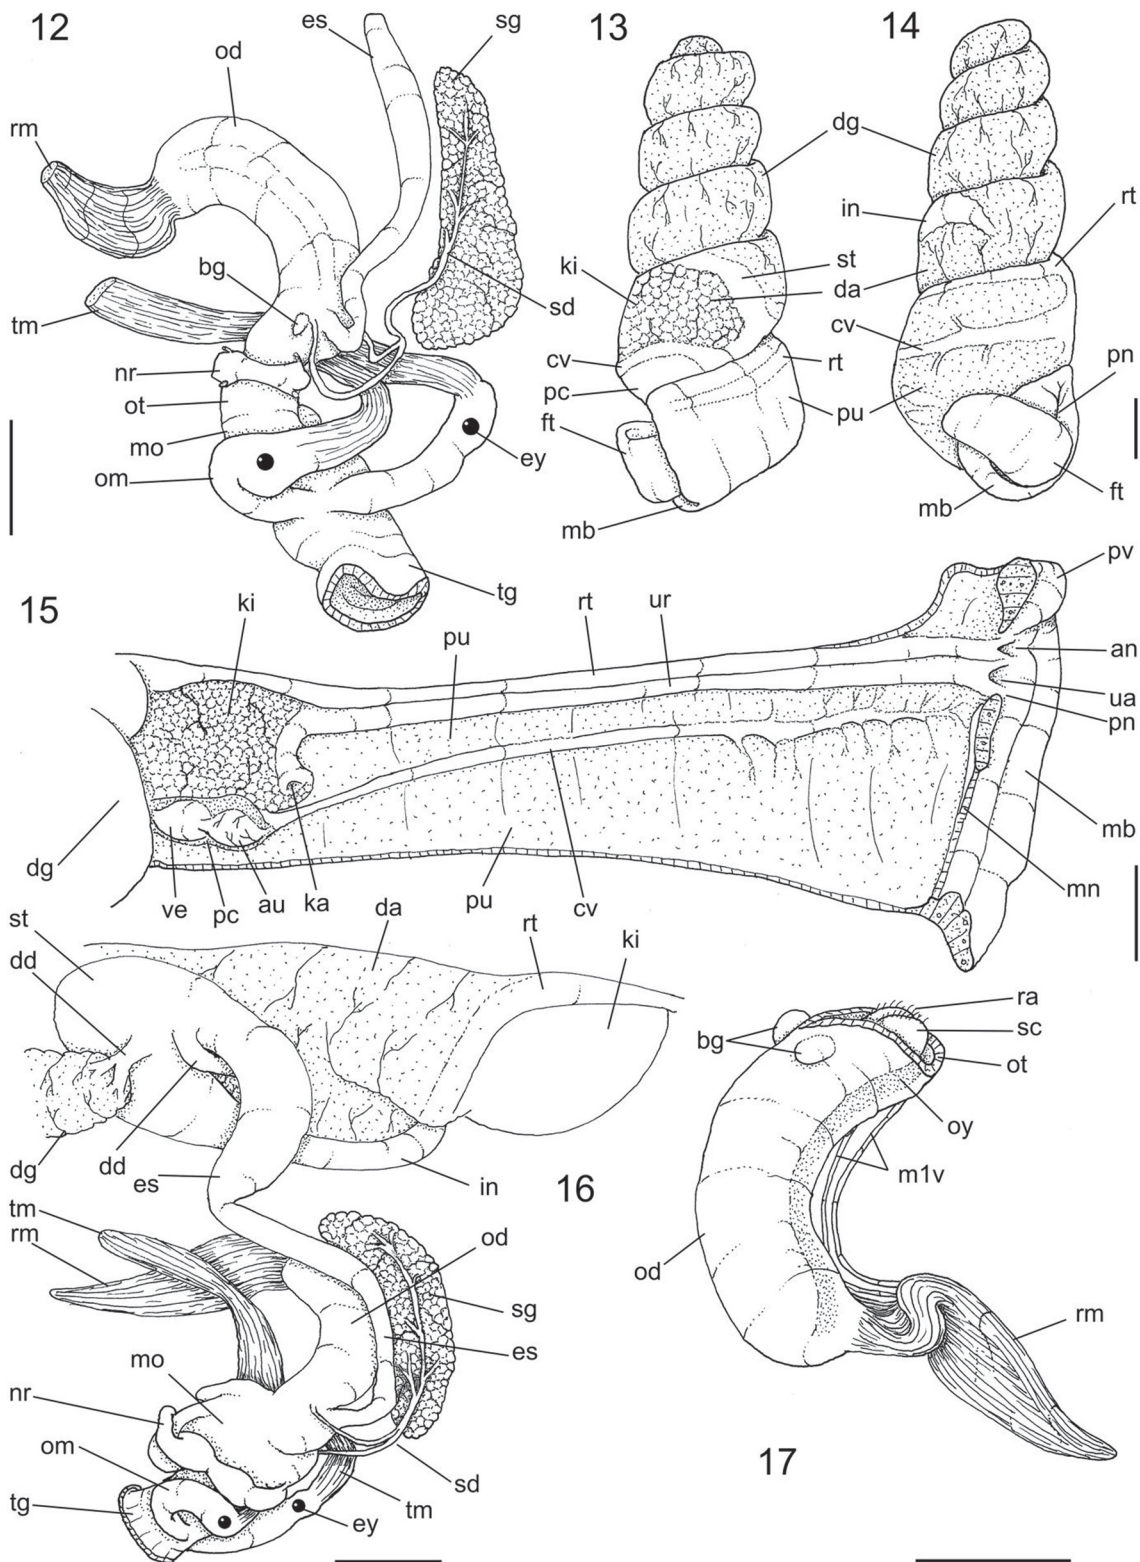 12
od
es
sg
rm
bg
sd
tm
nr
ot
mo
om
ey
tg
13
dg
ki
st
da
cv
cv
pc
rt
ft
pu
mb
14
in
rt
pn
mb
ft
15
ki
pu
rt
ur
pv
an
ua
pn
mb
mn
dg
ve
pc
au
ka
pu
cv
st
dd
da
rt
ki
dg
dd
es
in
16
tm
rm
od
sg
es
mo
nr
om
sd
tg
tm
ey
bg
ra
sc
ot
oy
m1v
od
rm
17